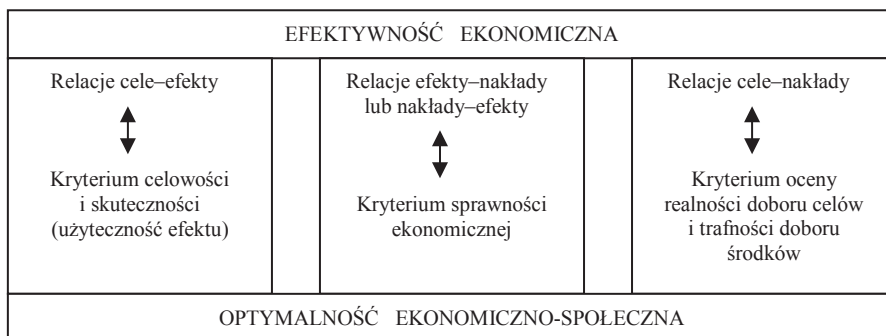 EFEKTYWNOŚĆ EKONOMICZNA
Relacje cele–efekty
Kryterium celowości
i skuteczności
(użyteczność efektu)
Relacje efekty–nakłady
lub nakłady–efekty
Kryterium sprawności
ekonomicznej
Relacje cele–nakłady
Kryterium oceny
realności doboru celów
i trafności doboru
środków
OPTYMALNOŚĆ EKONOMICZNO-SPOŁECZNA